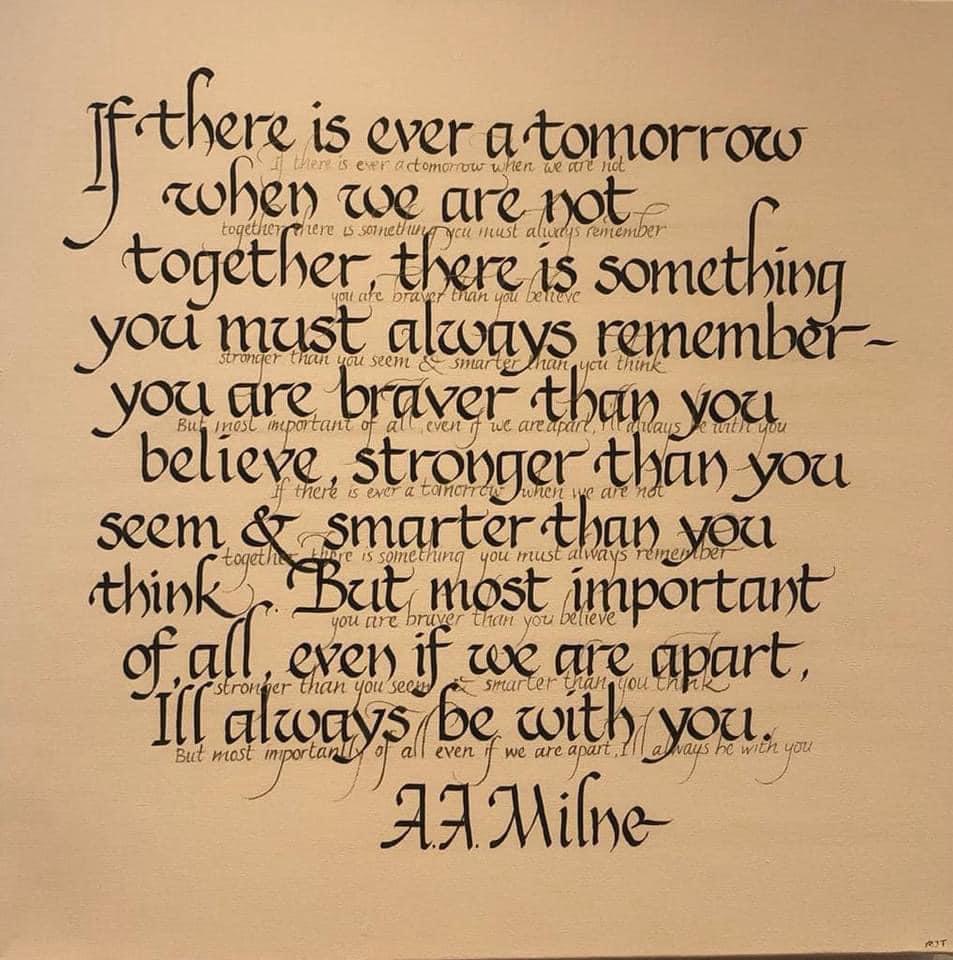 If there is ever a tomorrow
If there is ever a tomorrow when we are not
when we are not
together there is something you must always remember
together, there is something
you are braver than you believe
you must always remember -
stronger than you seem & smarter than you think
you are braver than you
But most important of all, even if we are apart, I'll always be with you
believe, stronger than you
If there is ever a tomorrow when we are not
seem & smarter than you
together there is something you must always remember
think. But most important
you are braver than you believe
of all, even if we are apart,
stronger than you seem & smarter than you think
I'll always be with you.
But most importantly of all even if we are apart, I'll always be with you
A.A. Milne
RJT